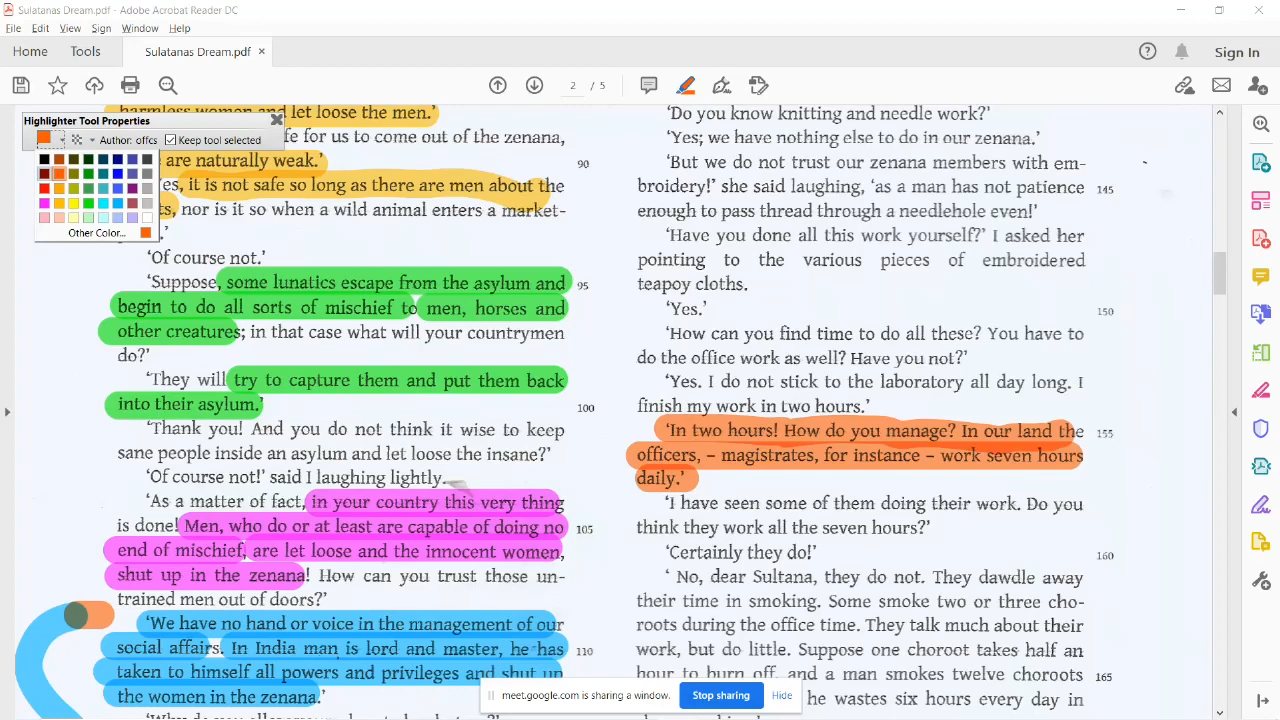 Sulatanas Dream.pdf - Adobe Acrobat Reader DC
File Edit View Sign Window Help
Home Tools Sulatanas Dream.pdf × Sign In
2 / 5
Highlighter Tool Properties
Author: offcs Keep tool selected
Other Color...
harmless women and let loose the men.’
fe for us to come out of the zenana,
are naturally weak.’ 90
es, it is not safe so long as there are men about the
ts, nor is it so when a wild animal enters a market-
.’
‘Of course not.’
‘Suppose, some lunatics escape from the asylum and 95
begin to do all sorts of mischief to men, horses and
other creatures; in that case what will your countrymen
do?’
‘They will try to capture them and put them back
into their asylum.’ 100
‘Thank you! And you do not think it wise to keep
sane people inside an asylum and let loose the insane?’
‘Of course not!’ said I laughing lightly.
‘As a matter of fact, in your country this very thing
is done! Men, who do or at least are capable of doing no 105
end of mischief, are let loose and the innocent women,
shut up in the zenana! How can you trust those un-
trained men out of doors?’
‘We have no hand or voice in the management of our
social affairs. In India man is lord and master, he has 110
taken to himself all powers and privileges and shut up
the women in the zenana.’
‘Do you know knitting and needle work?’
‘Yes; we have nothing else to do in our zenana.’
‘But we do not trust our zenana members with em-
broidery!’ she said laughing, ‘as a man has not patience 145
enough to pass thread through a needlehole even!’
‘Have you done all this work yourself?’ I asked her
pointing to the various pieces of embroidered
teapoy cloths.
‘Yes.’ 150
‘How can you find time to do all these? You have to
do the office work as well? Have you not?’
‘Yes. I do not stick to the laboratory all day long. I
finish my work in two hours.’
‘In two hours! How do you manage? In our land the 155
officers, – magistrates, for instance – work seven hours
daily.’
‘I have seen some of them doing their work. Do you
think they work all the seven hours?’
‘Certainly they do!’ 160
‘ No, dear Sultana, they do not. They dawdle away
their time in smoking. Some smoke two or three cho-
roots during the office time. They talk much about their
work, but do little. Suppose one choroot takes half an
hour to burn off, and a man smokes twelve choroots 165
he wastes six hours every day in
meet.google.com is sharing a window. Stop sharing Hide